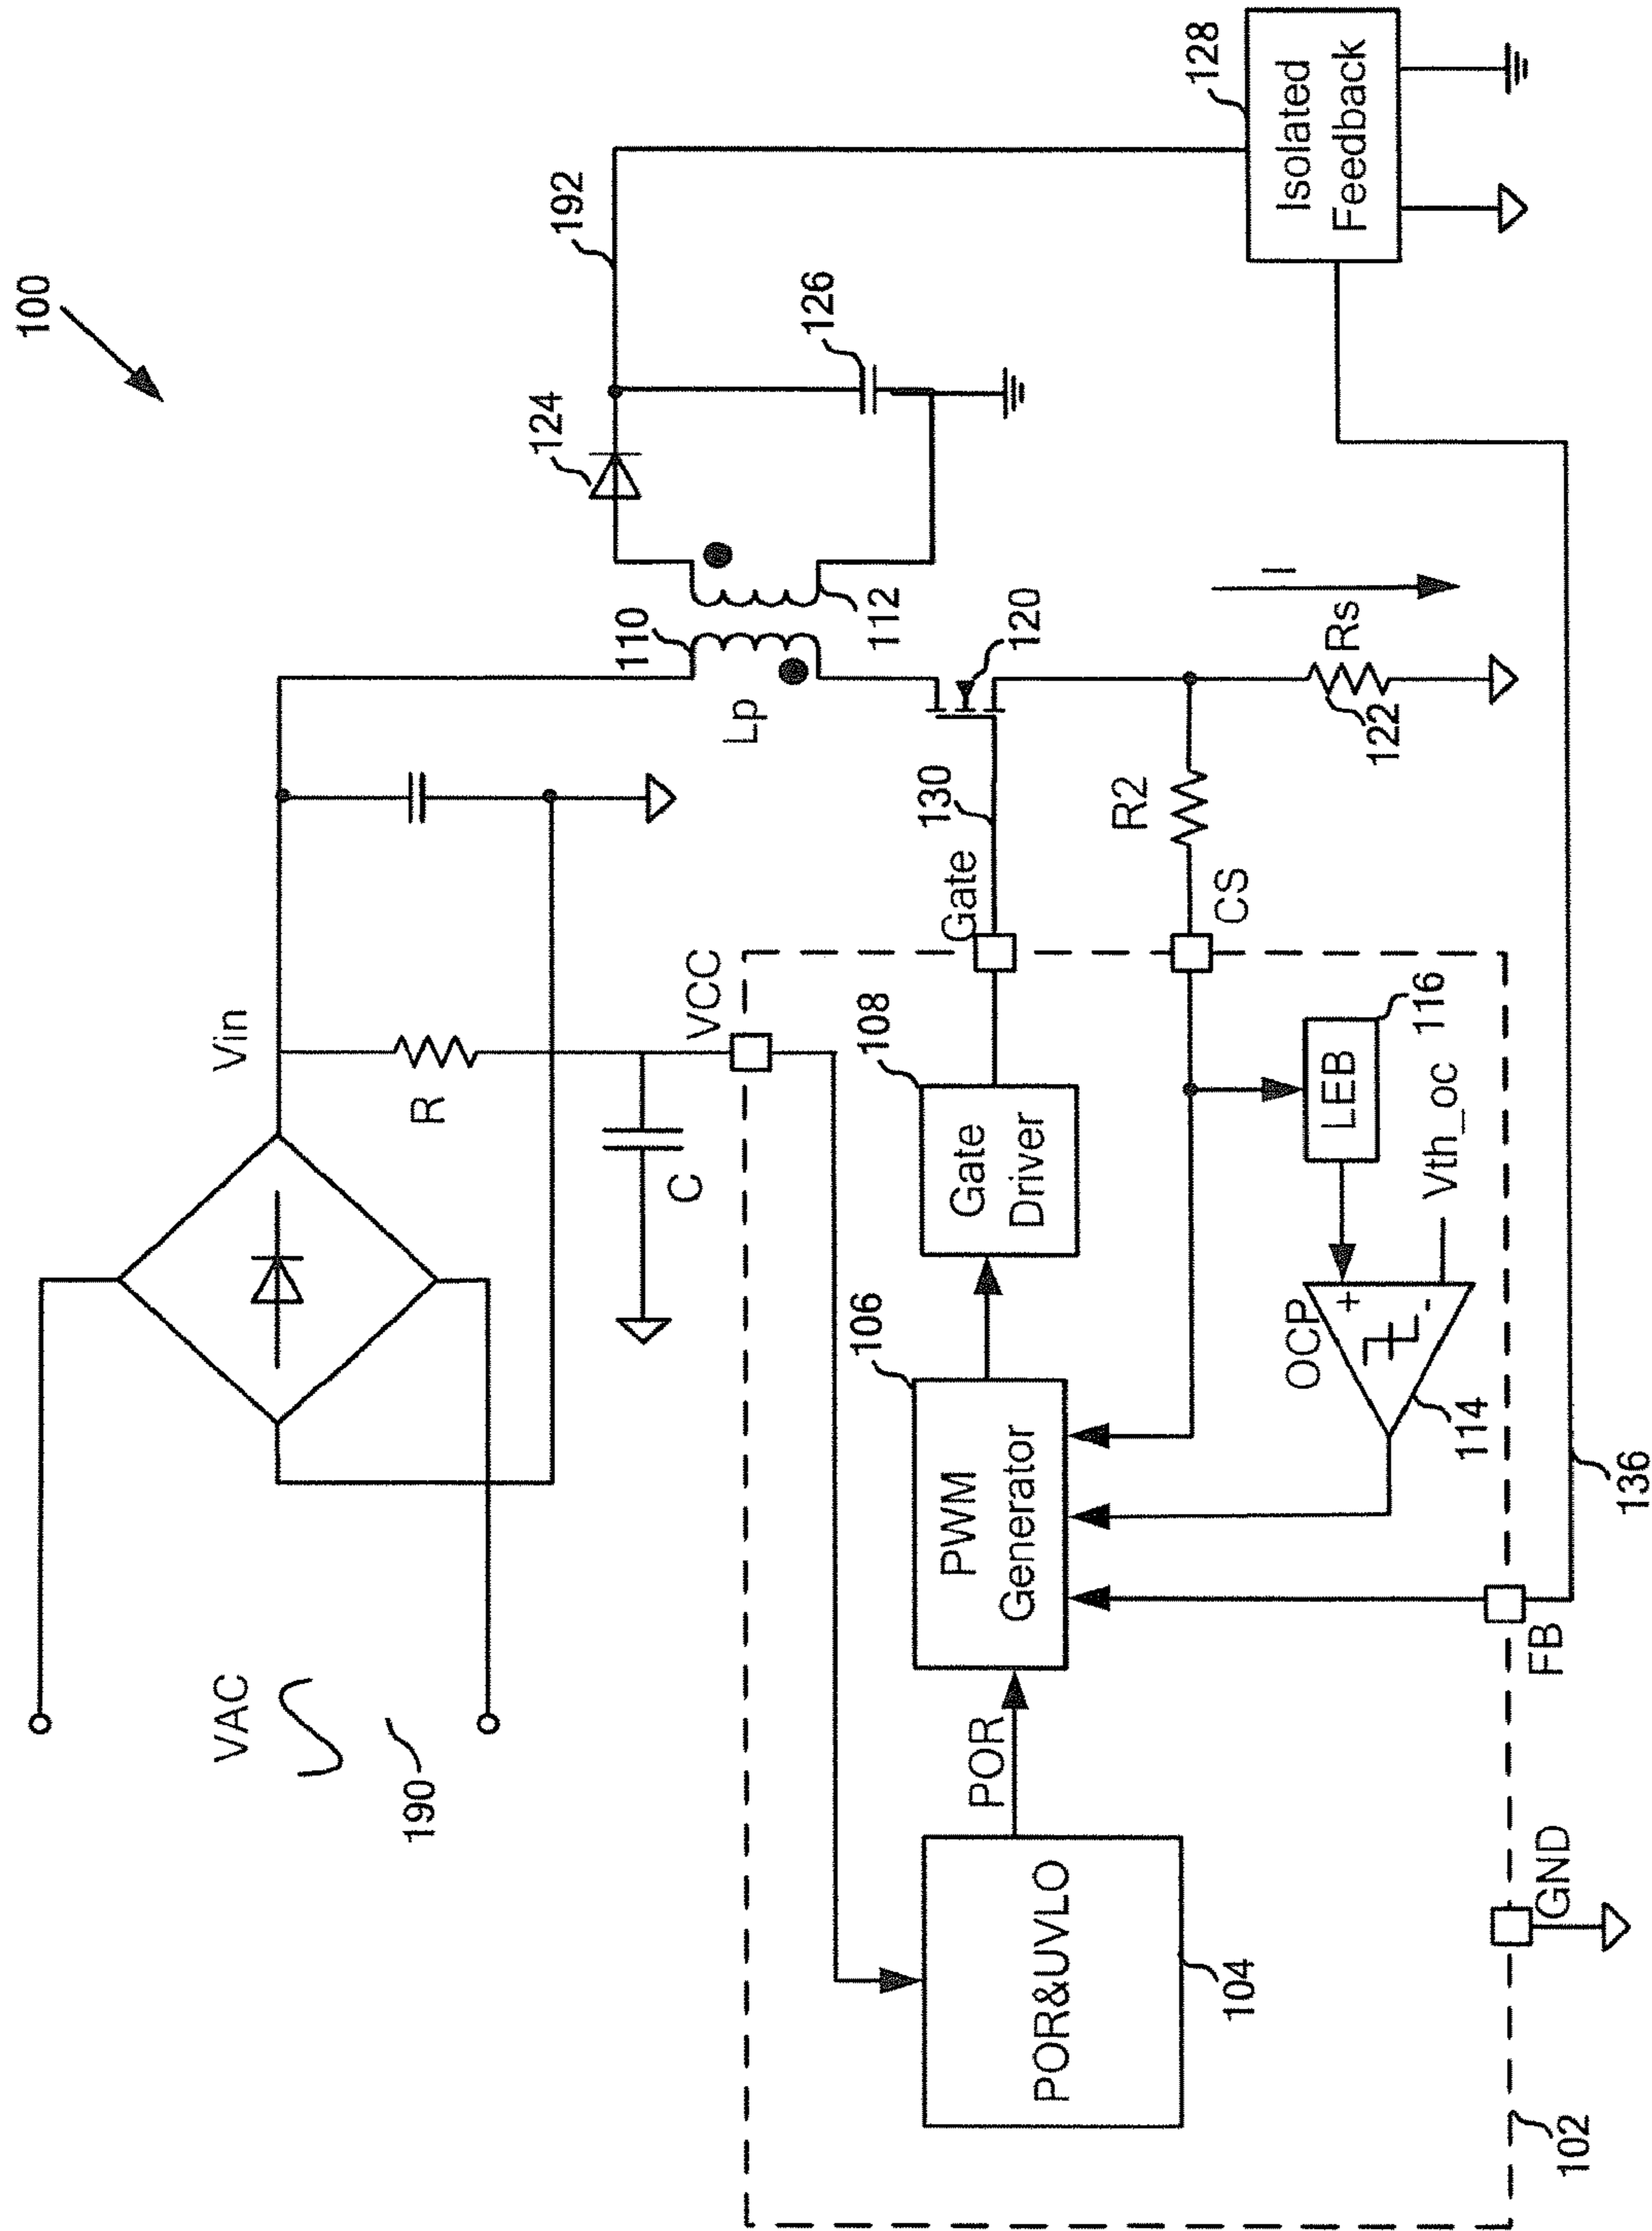 100
VAC
190
Vin
R
C
VCC
110
Lp
112
124
126
192
128
Isolated
Feedback
120
130
Gate
R2
CS
I
Rs
122
108
Gate
Driver
106
PWM
Generator
POR
POR&UVLO
104
LEB
116
Vth_oc
OCP
+
-
114
136
FB
GND
102